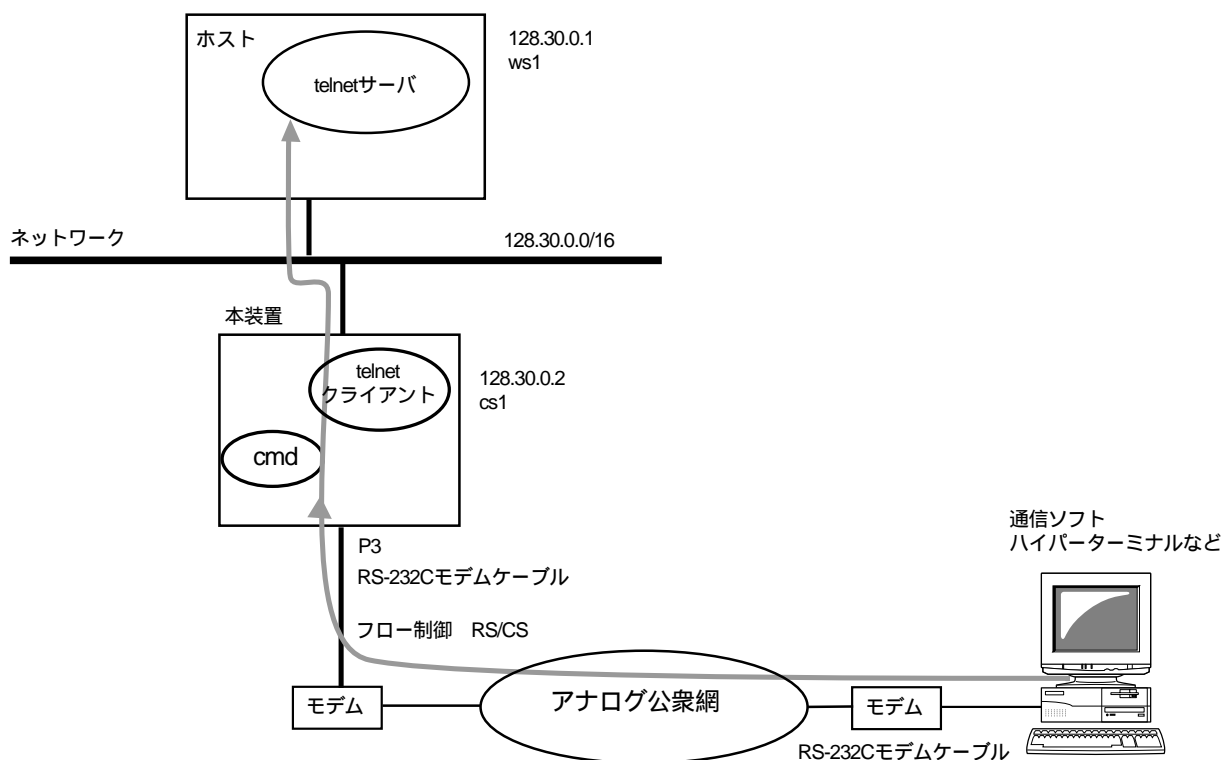 ホスト
128.30.0.1
ws1
telnetサーバ
ネットワーク
128.30.0.0/16
本装置
telnet
クライアント
128.30.0.2
cs1
cmd
P3
RS-232Cモデムケーブル
フロー制御 RS/CS
通信ソフト
ハイパーターミナルなど
モデム
アナログ公衆網
モデム
RS-232Cモデムケーブル